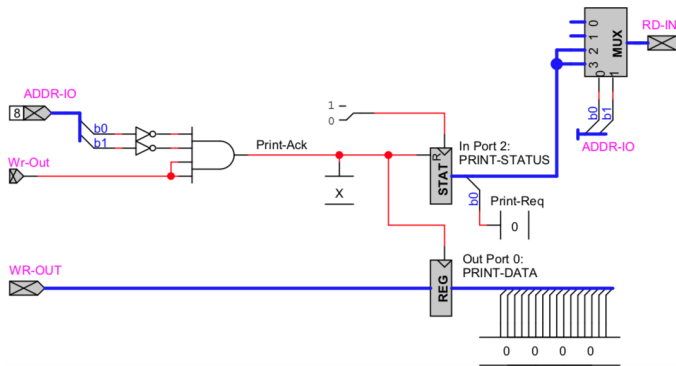 0
1
2
3
MUX
RD-IN
0
1
b0
b1
ADDR-IO
ADDR-IO
8
b0
b1
Wr-Out
Print-Ack
X
1
0
R
STAT
In Port 2:
PRINT-STATUS
b0
Print-Req
0
WR-OUT
REG
Out Port 0:
PRINT-DATA
0 0 0 0